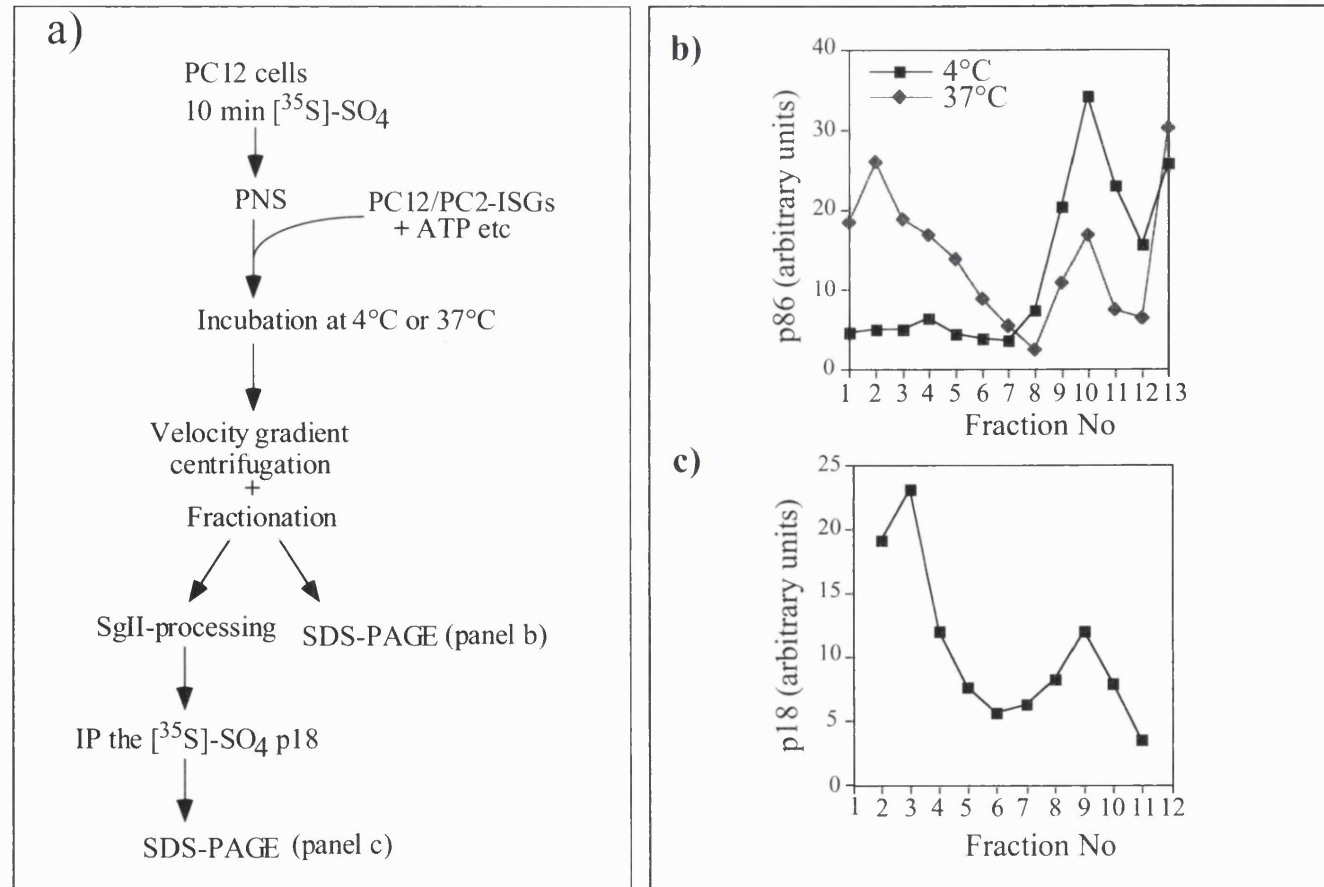 a)
PC12 cells
10 min [35S]-SO4
PNS
PC12/PC2-ISGs
+ ATP etc
Incubation at 4°C or 37°C
Velocity gradient
centrifugation
+
Fractionation
SgII-processing
SDS-PAGE (panel b)
IP the [35S]-SO4 p18
SDS-PAGE (panel c)
b)
4°C
37°C
p86 (arbitrary units)
40
30
20
10
0
1 2 3 4 5 6 7 8 9 10 11 12 13
Fraction No
c)
p18 (arbitrary units)
25
20
15
10
5
0
1 2 3 4 5 6 7 8 9 10 11 12
Fraction No